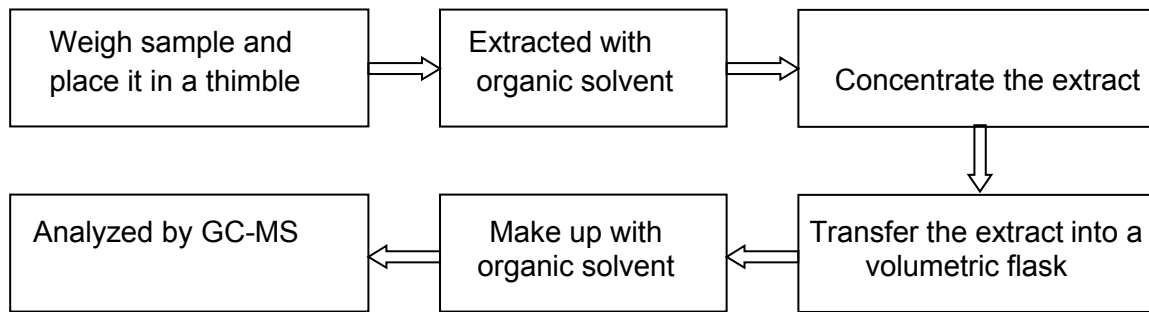 Weigh sample and
place it in a thimble
Extracted with
organic solvent
Concentrate the extract
Transfer the extract into a
volumetric flask
Make up with
organic solvent
Analyzed by GC-MS